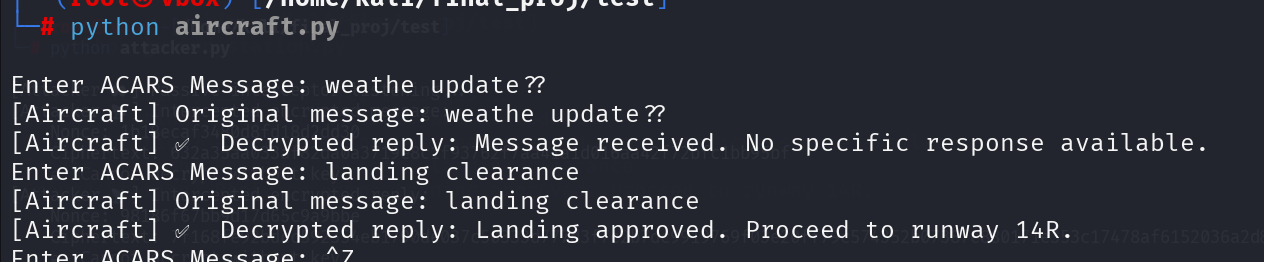 (root㉿vbox) [/home/kali/final_proj/test]
# python aircraft.py
Enter ACARS Message: weathe update??
[Aircraft] Original message: weathe update??
[Aircraft] ✅ Decrypted reply: Message received. No specific response available.
Enter ACARS Message: landing clearance
[Aircraft] Original message: landing clearance
[Aircraft] ✅ Decrypted reply: Landing approved. Proceed to runway 14R.
Enter ACARS Message: ^Z